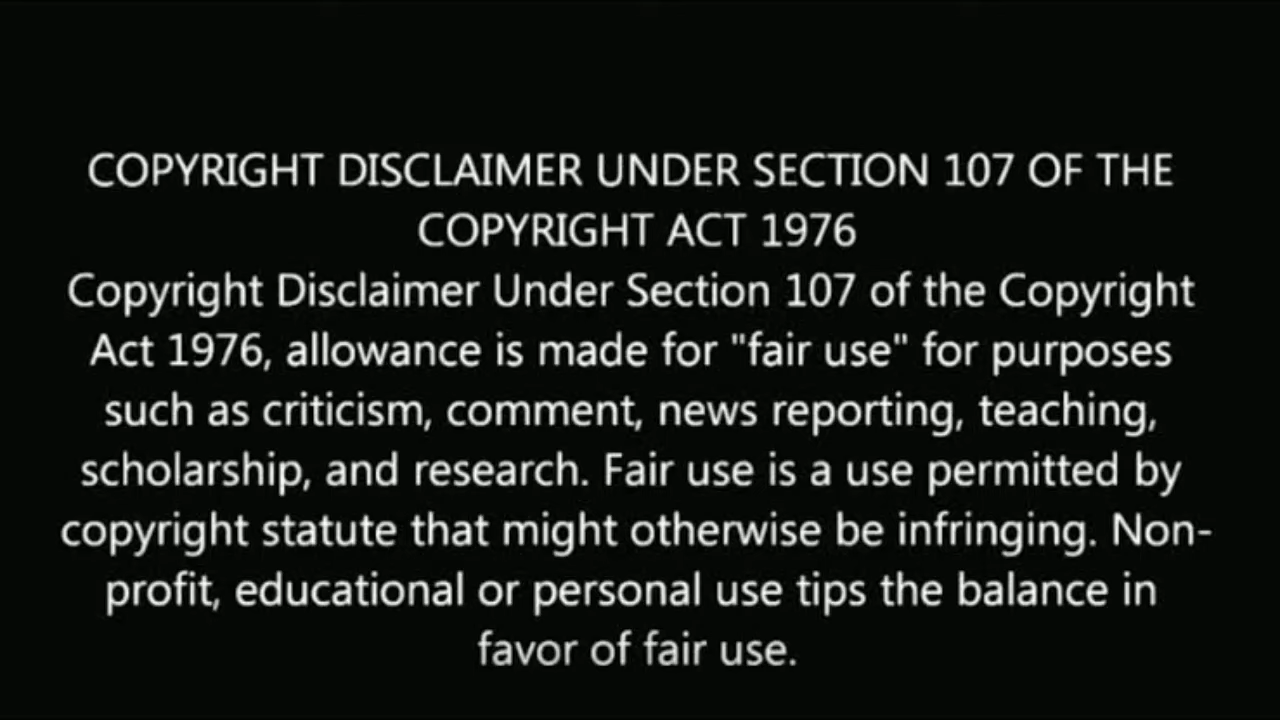 COPYRIGHT DISCLAIMER UNDER SECTION 107 OF THE
COPYRIGHT ACT 1976
Copyright Disclaimer Under Section 107 of the Copyright
Act 1976, allowance is made for "fair use" for purposes
such as criticism, comment, news reporting, teaching,
scholarship, and research. Fair use is a use permitted by
copyright statute that might otherwise be infringing. Non-
profit, educational or personal use tips the balance in
favor of fair use.